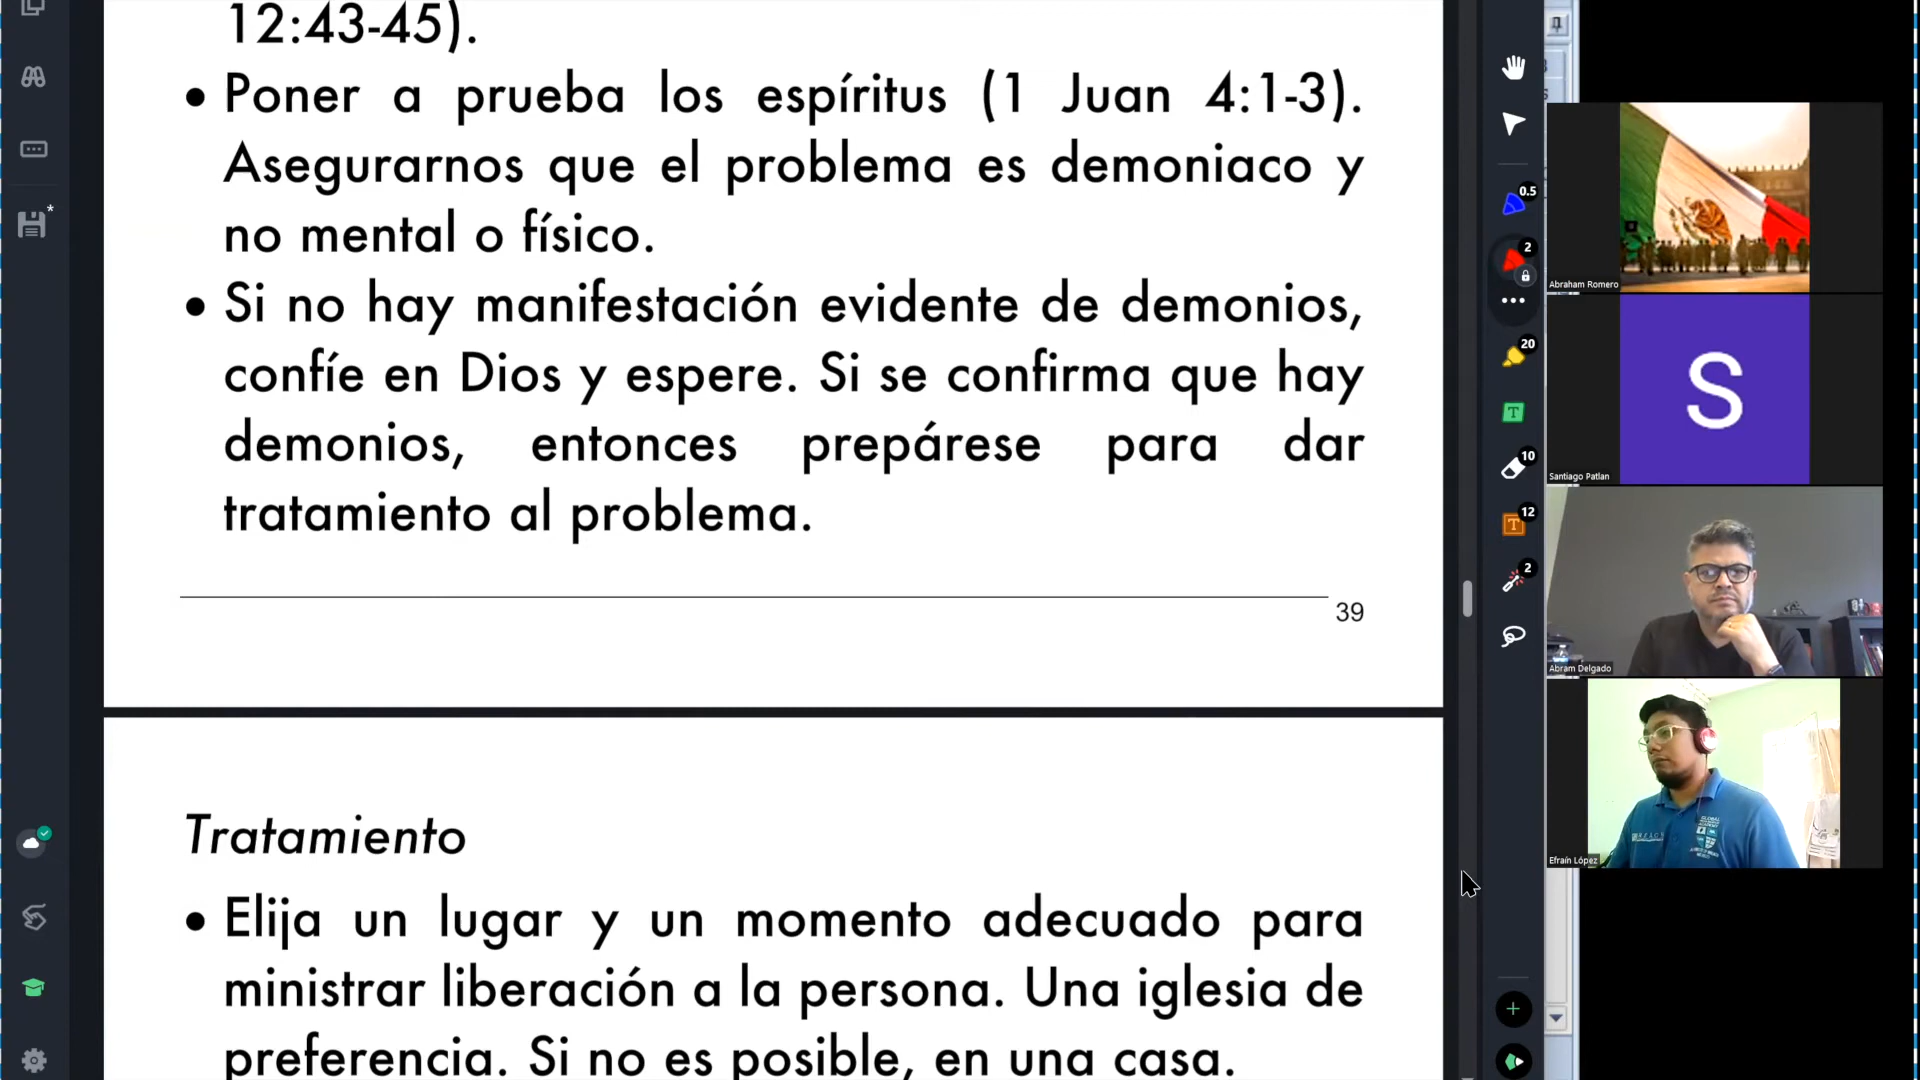 12:43-45).
• Poner a prueba los espíritus (1 Juan 4:1-3).
Asegurarnos que el problema es demoniaco y
no mental o físico.
• Si no hay manifestación evidente de demonios,
confíe en Dios y espere. Si se confirma que hay
demonios, entonces prepárese para dar
tratamiento al problema.
39
Tratamiento
• Elija un lugar y un momento adecuado para
ministrar liberación a la persona. Una iglesia de
preferencia. Si no es posible, en una casa.
0.5
2
20
T
10
T
12
2
Abraham Romero
S
Santiago Patlan
Abram Delgado
GLOBAL
Efraín López